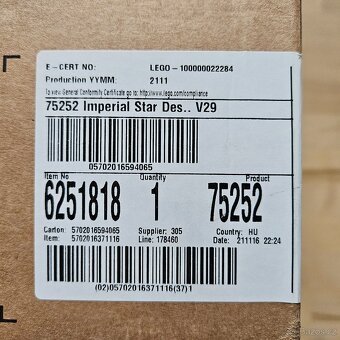 E-CERT NO: LEGO-100000022284
Production YYMM: 2111
To view General Conformity Certificate go to: http://www.lego.com/compliance
75252 Imperial Star Des.. V29
05702016594065
Item No Quantity
6251818 1 75252
Carton: 5702016594065 Supplier: 305 Country: HU
Item: 5702016371116 Line: 178460 Date: 211116 22:24
(02)05702016371116(37)1